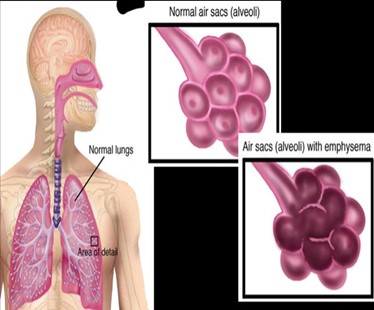 Normal air sacs (alveoli)
Normal lungs
Air sacs (alveoli) with emphysema
Area of detail